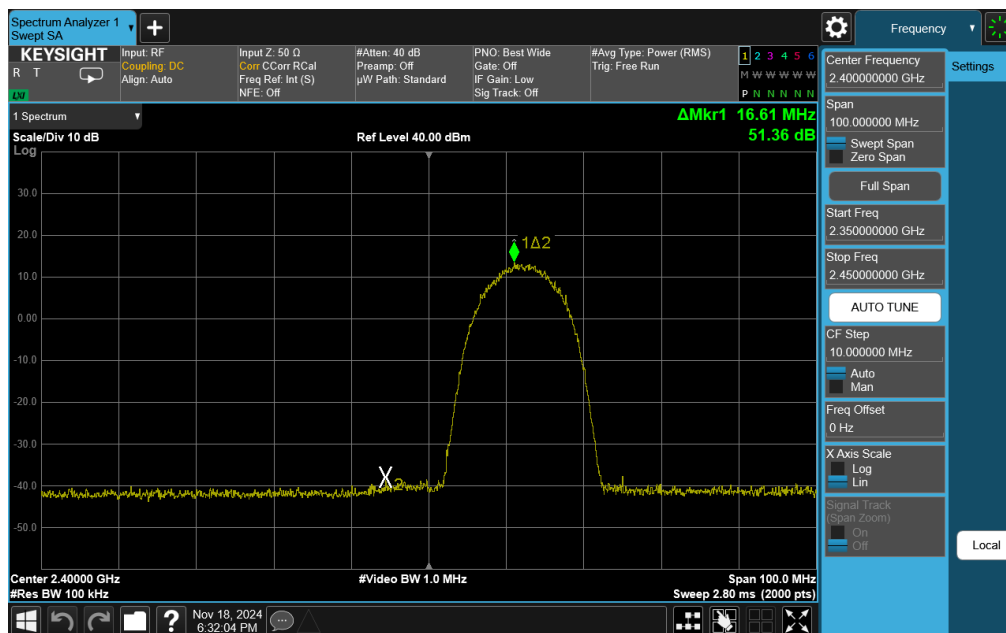 Spectrum Analyzer 1
Swept SA
Frequency
KEYSIGHT
R T
LXI
Input: RF
Coupling: DC
Align: Auto
Input Z: 50 Ω
Corr CCorr RCal
Freq Ref: Int (S)
NFE: Off
#Atten: 40 dB
Preamp: Off
µW Path: Standard
PNO: Best Wide
Gate: Off
IF Gain: Low
Sig Track: Off
#Avg Type: Power (RMS)
Trig: Free Run
1 2 3 4 5 6
M W W W W W
P N N N N N
1 Spectrum
Scale/Div 10 dB
Ref Level 40.00 dBm
ΔMkr1 16.61 MHz
51.36 dB
Log
30.0
20.0
10.0
0.00
-10.0
-20.0
-30.0
-40.0
-50.0
1Δ2
X2
Center 2.40000 GHz
#Video BW 1.0 MHz
Span 100.0 MHz
#Res BW 100 kHz
Sweep 2.80 ms (2000 pts)
Center Frequency
2.400000000 GHz
Settings
Span
100.000000 MHz
Swept Span
Zero Span
Full Span
Start Freq
2.350000000 GHz
Stop Freq
2.450000000 GHz
AUTO TUNE
CF Step
10.000000 MHz
Auto
Man
Freq Offset
0 Hz
X Axis Scale
Log
Lin
Signal Track
(Span Zoom)
On
Off
Local
?
Nov 18, 2024
6:32:04 PM